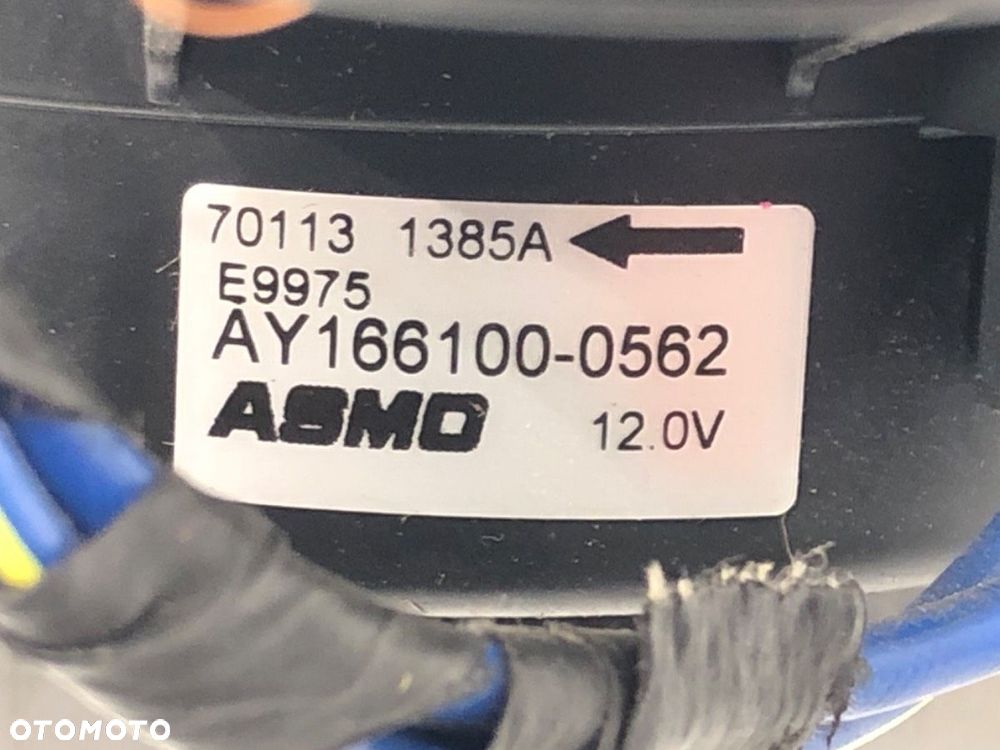 70113 1385A
E9975
AY166100-0562
ASMO 12.0V
OTOMOTO